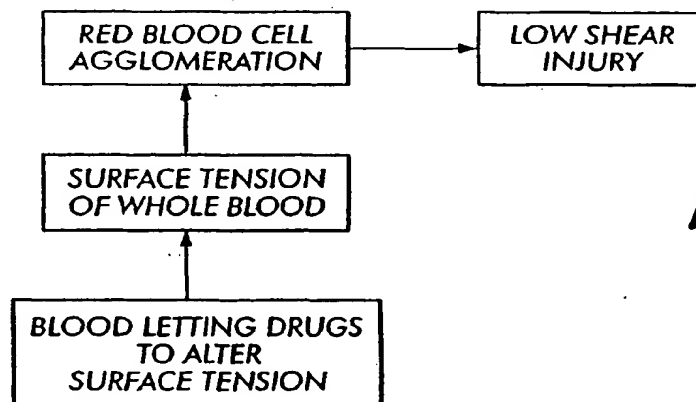 RED BLOOD CELL
AGGLOMERATION
LOW SHEAR
INJURY
SURFACE TENSION
OF WHOLE BLOOD
BLOOD LETTING DRUGS
TO ALTER
SURFACE TENSION